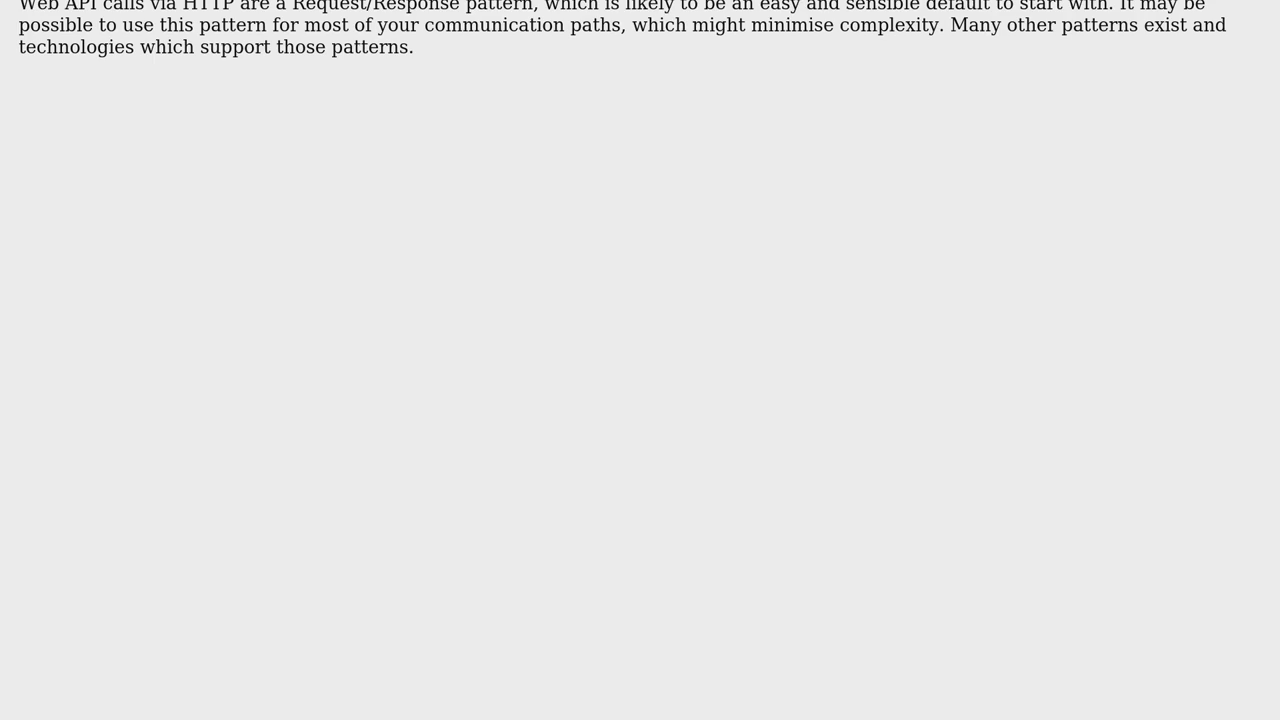 Web API calls via HTTP are a Request/Response pattern, which is likely to be an easy and sensible default to start with. It may be
possible to use this pattern for most of your communication paths, which might minimise complexity. Many other patterns exist and
technologies which support those patterns.